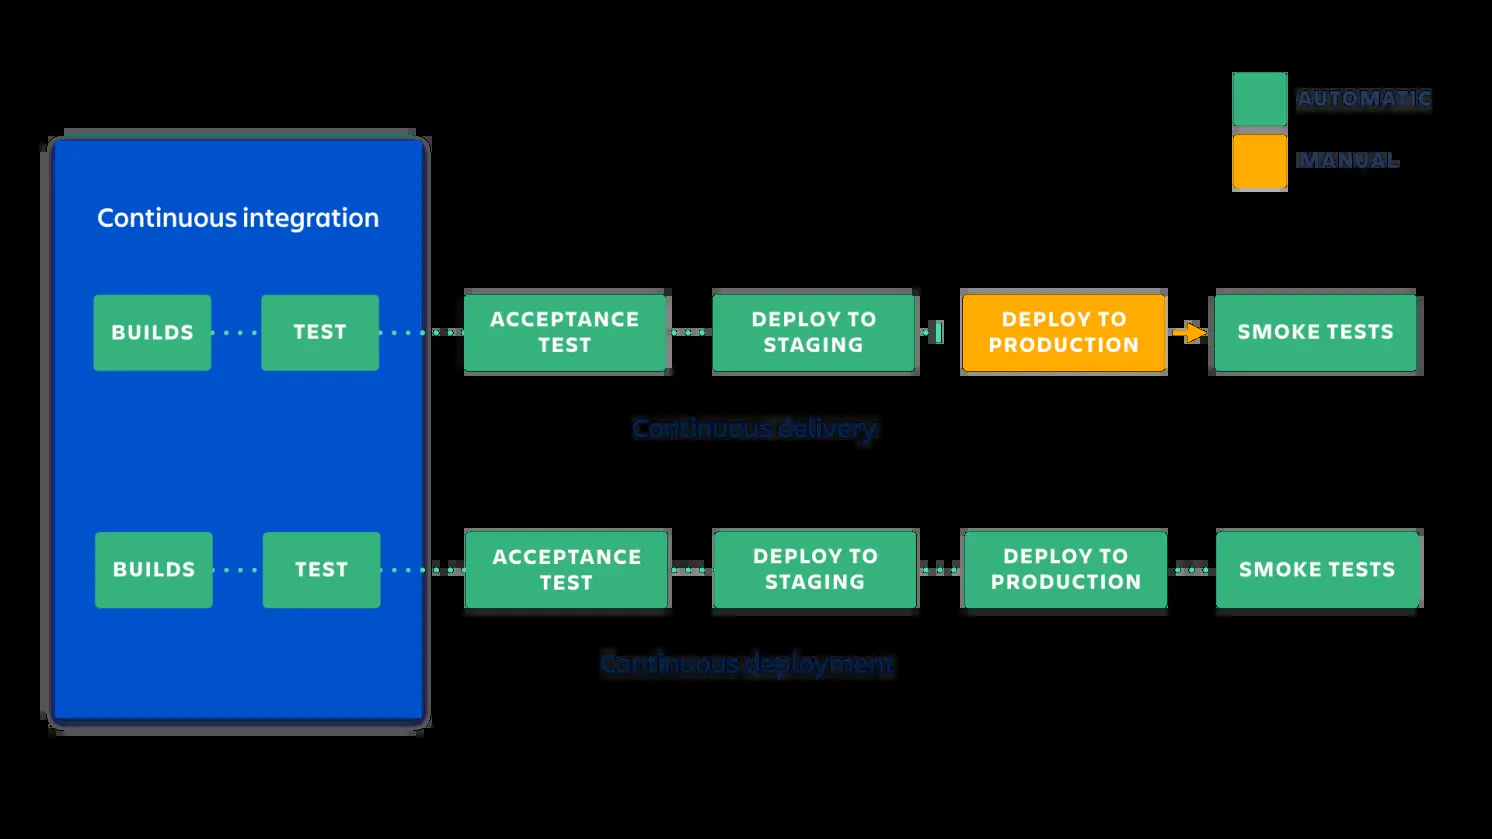 AUTOMATIC
MANUAL
Continuous integration
BUILDS
TEST
ACCEPTANCE
TEST
DEPLOY TO
STAGING
DEPLOY TO
PRODUCTION
SMOKE TESTS
Continuous delivery
BUILDS
TEST
ACCEPTANCE
TEST
DEPLOY TO
STAGING
DEPLOY TO
PRODUCTION
SMOKE TESTS
Continuous deployment